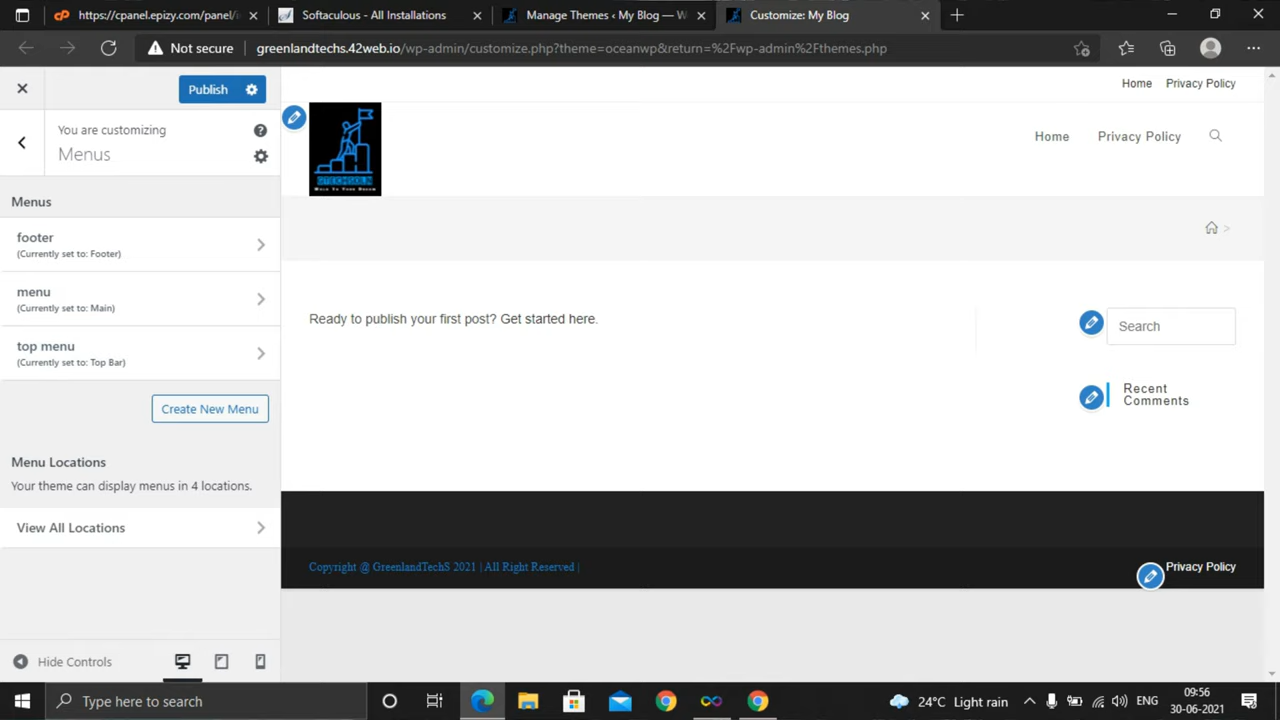 https://cpanel.epizy.com/panel/
Softaculous - All Installations
Manage Themes ‹ My Blog — W
Customize: My Blog
Not secure
greenlandtechs.42web.io/wp-admin/customize.php?theme=oceanwp&return=%2Fwp-admin%2Fthemes.php
Publish
You are customizing
Menus
Menus
footer
(Currently set to: Footer)
menu
(Currently set to: Main)
top menu
(Currently set to: Top Bar)
Create New Menu
Menu Locations
Your theme can display menus in 4 locations.
View All Locations
Hide Controls
Home Privacy Policy
Home Privacy Policy
Ready to publish your first post? Get started here.
Search
Recent
Comments
Copyright @ GreenlandTechS 2021 | All Right Reserved |
Privacy Policy
Type here to search
24°C Light rain
ENG
09:56
30-06-2021